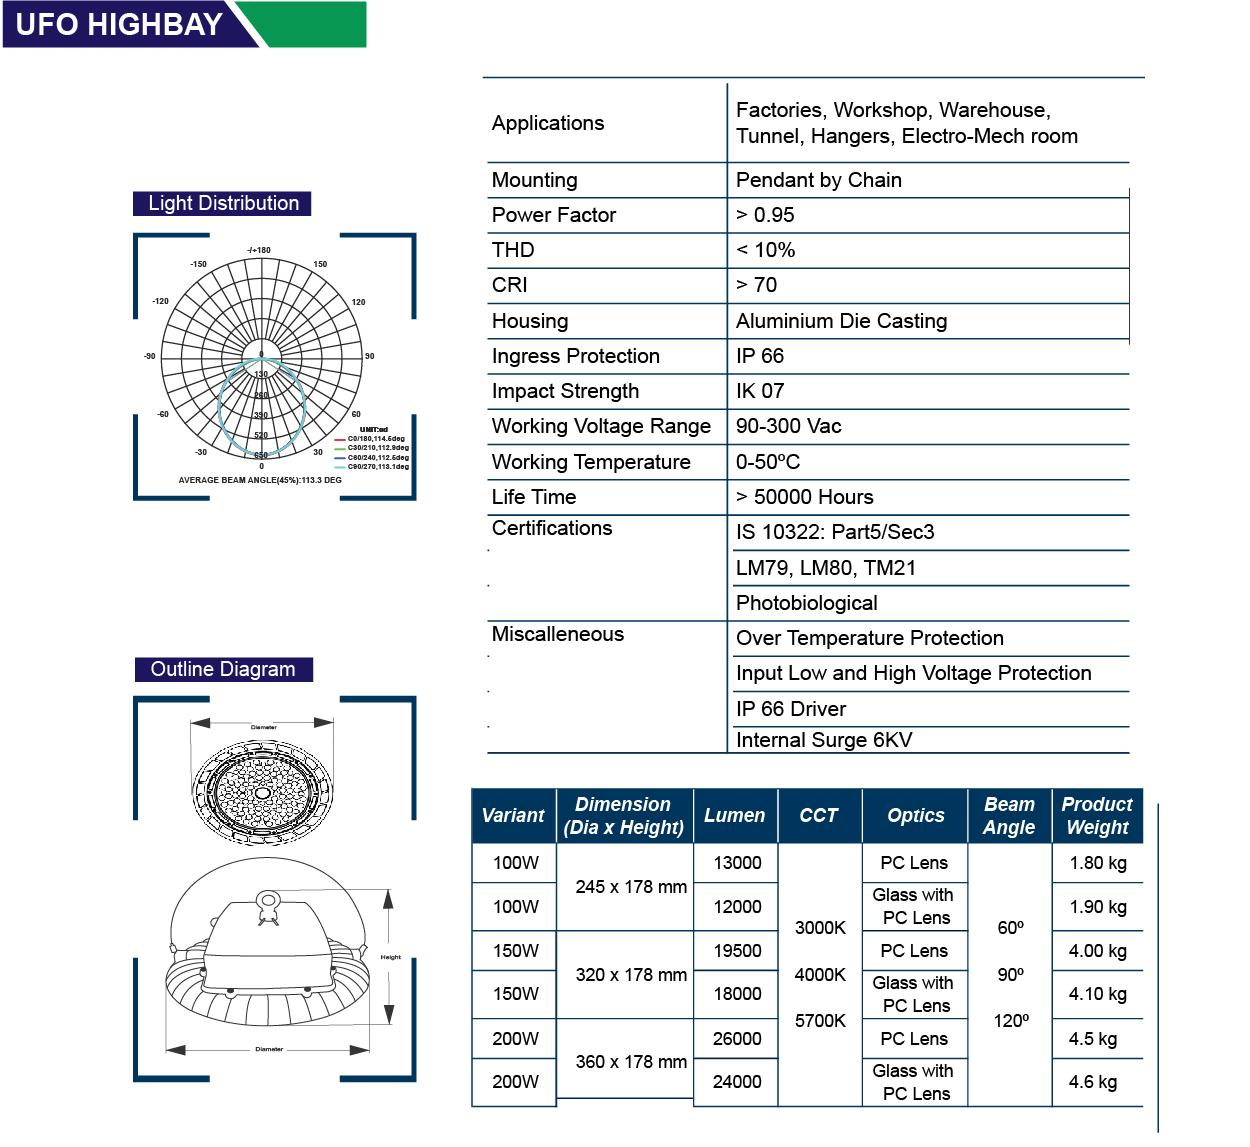 UFO HIGHBAY
Applications
Factories, Workshop, Warehouse,
Tunnel, Hangers, Electro-Mech room
Mounting
Pendant by Chain
Power Factor
> 0.95
THD
< 10%
CRI
> 70
Housing
Aluminium Die Casting
Ingress Protection
IP 66
Impact Strength
IK 07
Working Voltage Range
90-300 Vac
Working Temperature
0-50ºC
Life Time
> 50000 Hours
Certifications
IS 10322: Part5/Sec3
LM79, LM80, TM21
Photobiological
Miscalleneous
Over Temperature Protection
Input Low and High Voltage Protection
IP 66 Driver
Internal Surge 6KV
Light Distribution
-/+180
-150
150
-120
120
-90
90
0
130
260
390
520
650
-60
60
-30
30
0
UNIT:cd
C0/180,114.5deg
C30/210,112.9deg
C60/240,112.5deg
C90/270,113.1deg
AVERAGE BEAM ANGLE(45%):113.3 DEG
Outline Diagram
Diameter
Height
Diameter
Variant
Dimension
(Dia x Height)
Lumen
CCT
Optics
Beam
Angle
Product
Weight
100W
245 x 178 mm
13000
PC Lens
1.80 kg
100W
12000
Glass with
PC Lens
1.90 kg
150W
320 x 178 mm
19500
PC Lens
4.00 kg
150W
18000
Glass with
PC Lens
4.10 kg
200W
360 x 178 mm
26000
PC Lens
4.5 kg
200W
24000
Glass with
PC Lens
4.6 kg
3000K
4000K
5700K
60º
90º
120º